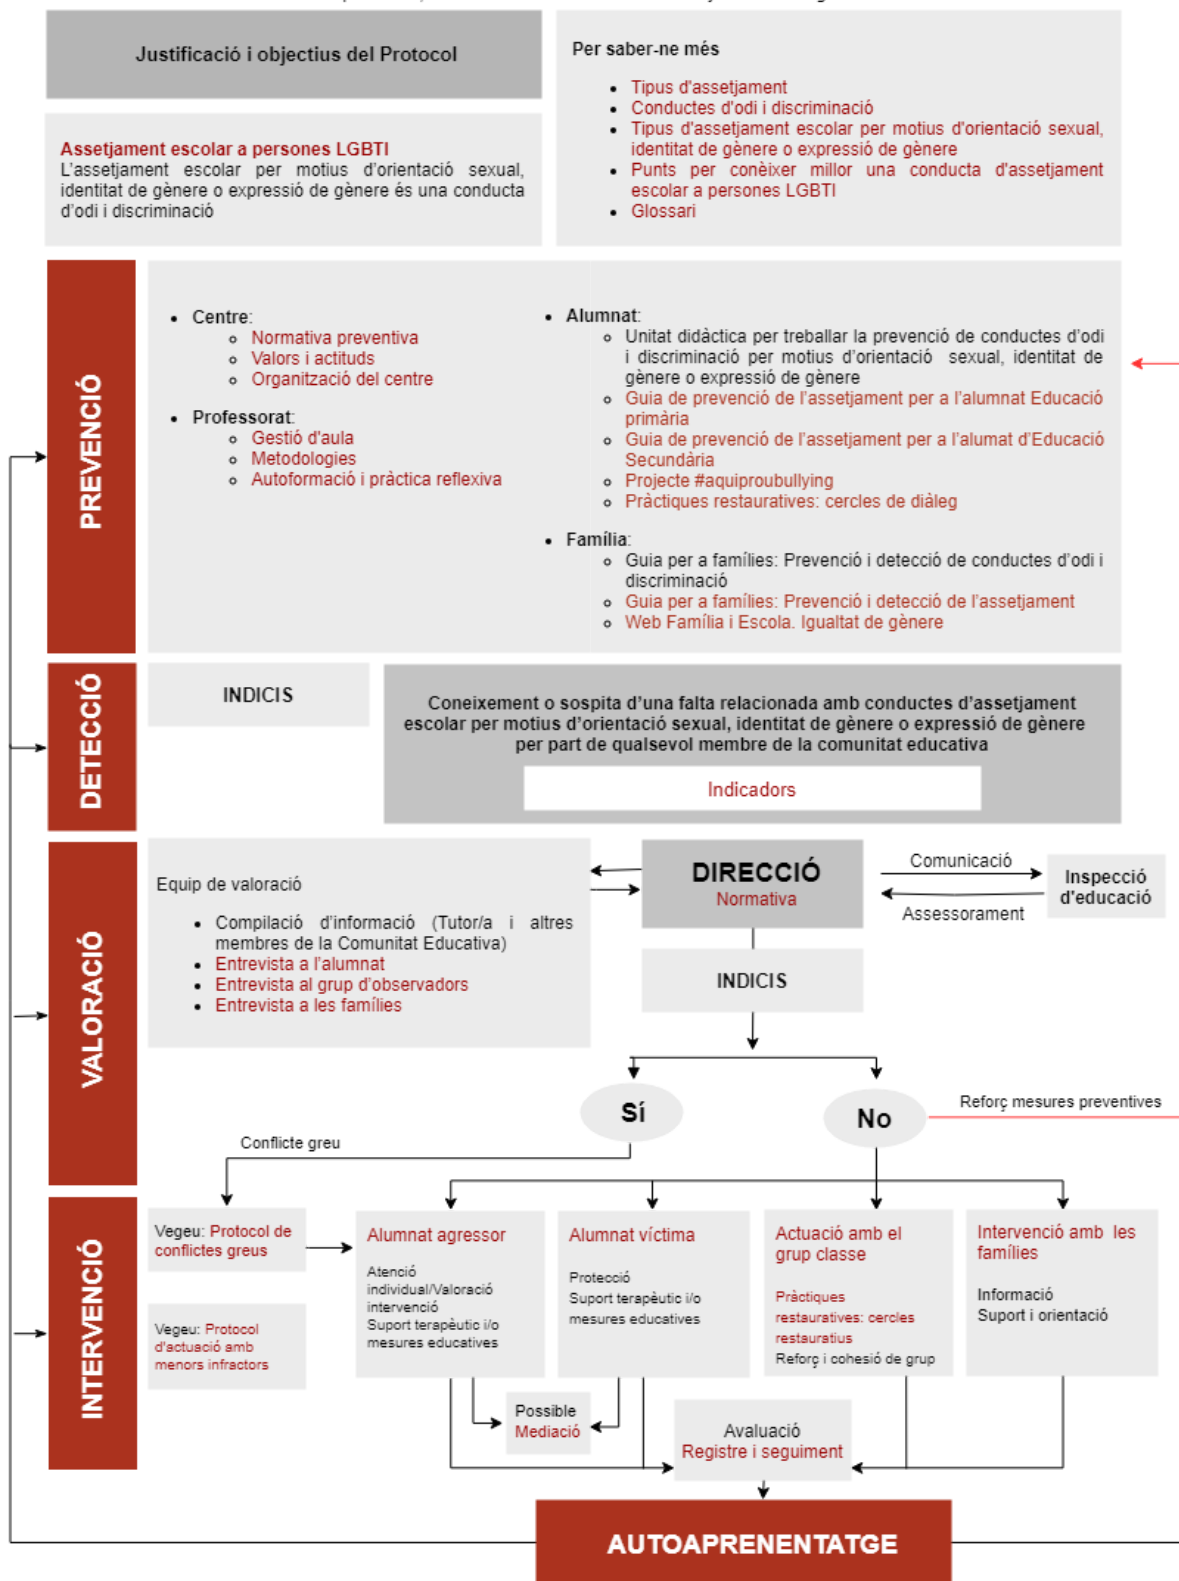 Justificació i objectius del Protocol
Assetjament escolar a persones LGBTI
L'assetjament escolar per motius d'orientació sexual,
identitat de gènere o expressió de gènere és una conducta
d'odi i discriminació
Per saber-ne més
Tipus d'assetjament
Conductes d'odi i discriminació
Tipus d'assetjament escolar per motius d'orientació sexual,
identitat de gènere o expressió de gènere
Punts per conèixer millor una conducta d'assetjament
escolar a persones LGBTI
Glossari
PREVENCIÓ
Centre:
Normativa preventiva
Valors i actituds
Organització del centre
Professorat:
Gestió d'aula
Metodologies
Autoformació i pràctica reflexiva
Alumnat:
Unitat didàctica per treballar la prevenció de conductes d'odi
i discriminació per motius d'orientació sexual, identitat de
gènere o expressió de gènere
Guia de prevenció de l'assetjament per a l'alumnat Educació
primària
Guia de prevenció de l'assetjament per a l'alumat d'Educació
Secundària
Projecte #aquiproubullying
Pràctiques restauratives: cercles de diàleg
Família:
Guia per a famílies: Prevenció i detecció de conductes d'odi i
discriminació
Guia per a famílies: Prevenció i detecció de l'assetjament
Web Família i Escola. Igualtat de gènere
DETECCIÓ
INDICIS
Coneixement o sospita d'una falta relacionada amb conductes d'assetjament
escolar per motius d'orientació sexual, identitat de gènere o expressió de gènere
per part de qualsevol membre de la comunitat educativa
Indicadors
VALORACIÓ
Equip de valoració
Compilació d'informació (Tutor/a i altres
membres de la Comunitat Educativa)
Entrevista a l'alumnat
Entrevista al grup d'observadors
Entrevista a les famílies
DIRECCIÓ
Normativa
Comunicació
Assessorament
Inspecció
d'educació
INDICIS
Sí
No
Reforç mesures preventives
Conflicte greu
INTERVENCIÓ
Vegeu: Protocol de
conflictes greus
Vegeu: Protocol
d'actuació amb
menors infractors
Alumnat agressor
Atenció
individual/Valoració
intervenció
Suport terapèutic i/o
mesures educatives
Alumnat víctima
Protecció
Suport terapèutic i/o
mesures educatives
Actuació amb el
grup classe
Pràctiques
restauratives: cercles
restauratius
Reforç i cohesió de grup
Intervenció amb les
famílies
Informació
Suport i orientació
Possible
Mediació
Avaluació
Registre i seguiment
AUTOAPRENENTATGE